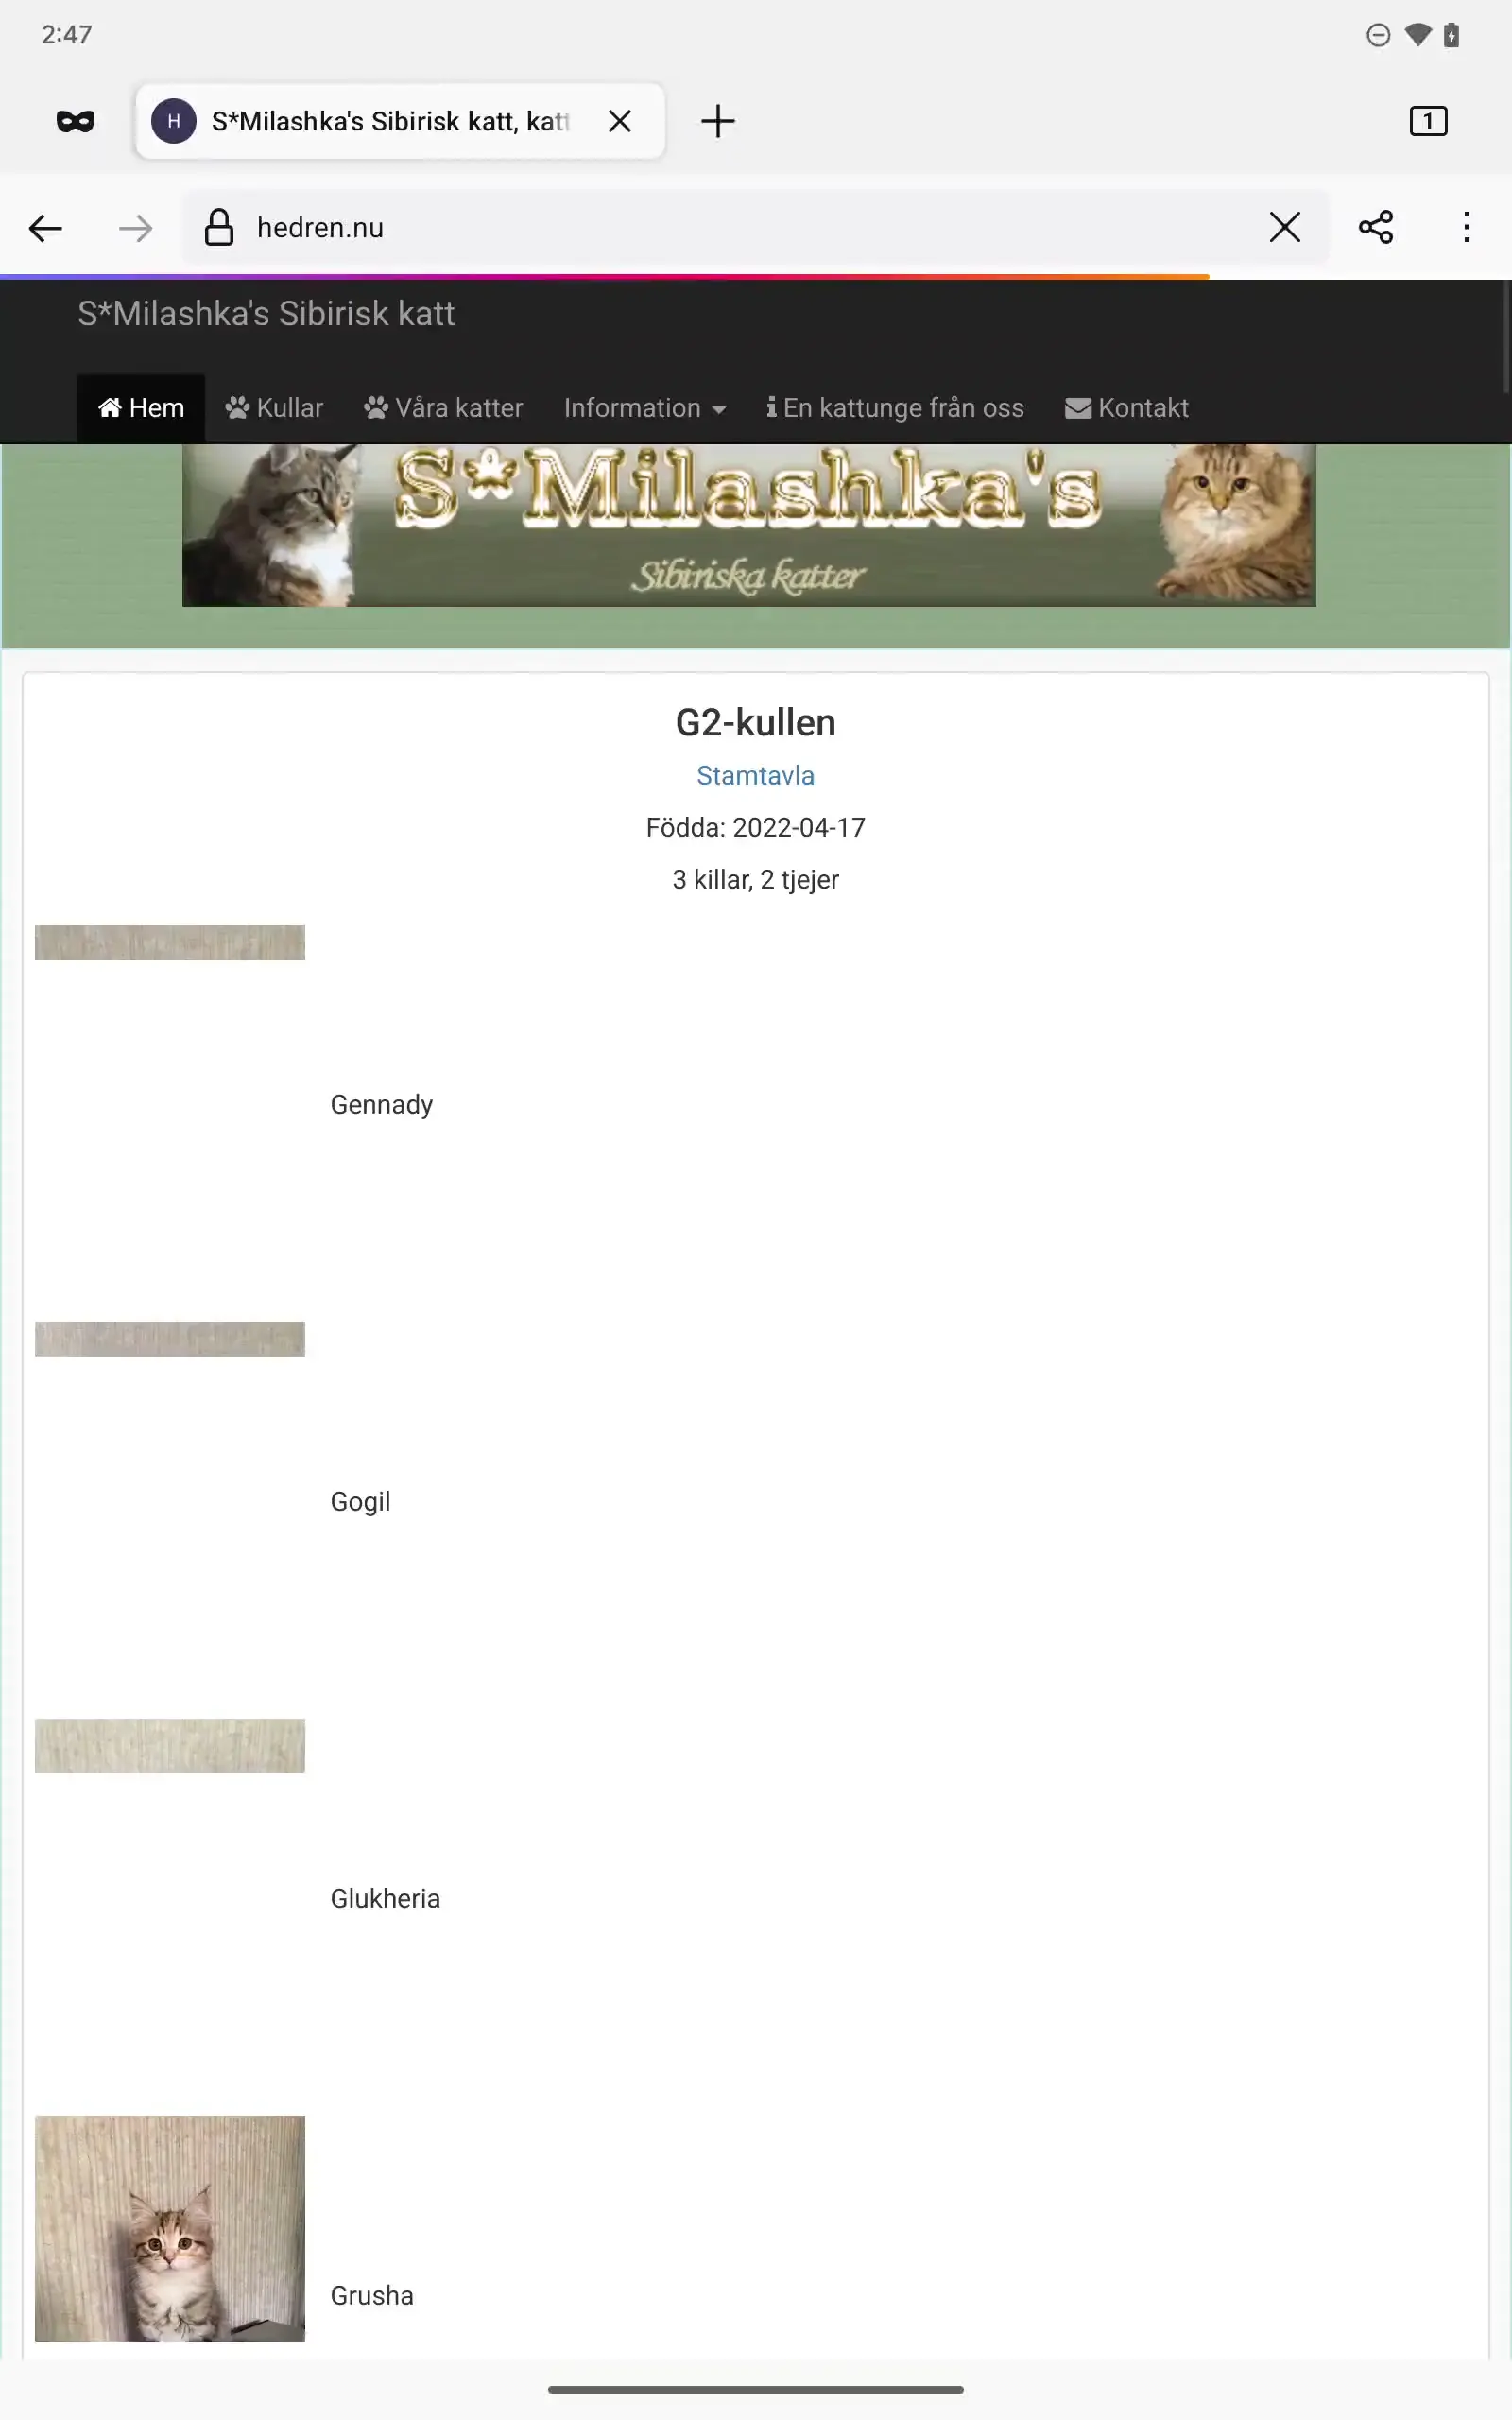 2:47
H
S*Milashka's Sibirisk katt, katt
1
hedren.nu
S*Milashka's Sibirisk katt
Hem
Kullar
Våra katter
Information
En kattunge från oss
Kontakt
S*Milashka's
Sibiriska katter
G2-kullen
Stamtavla
Födda: 2022-04-17
3 killar, 2 tjejer
Gennady
Gogil
Glukheria
Grusha